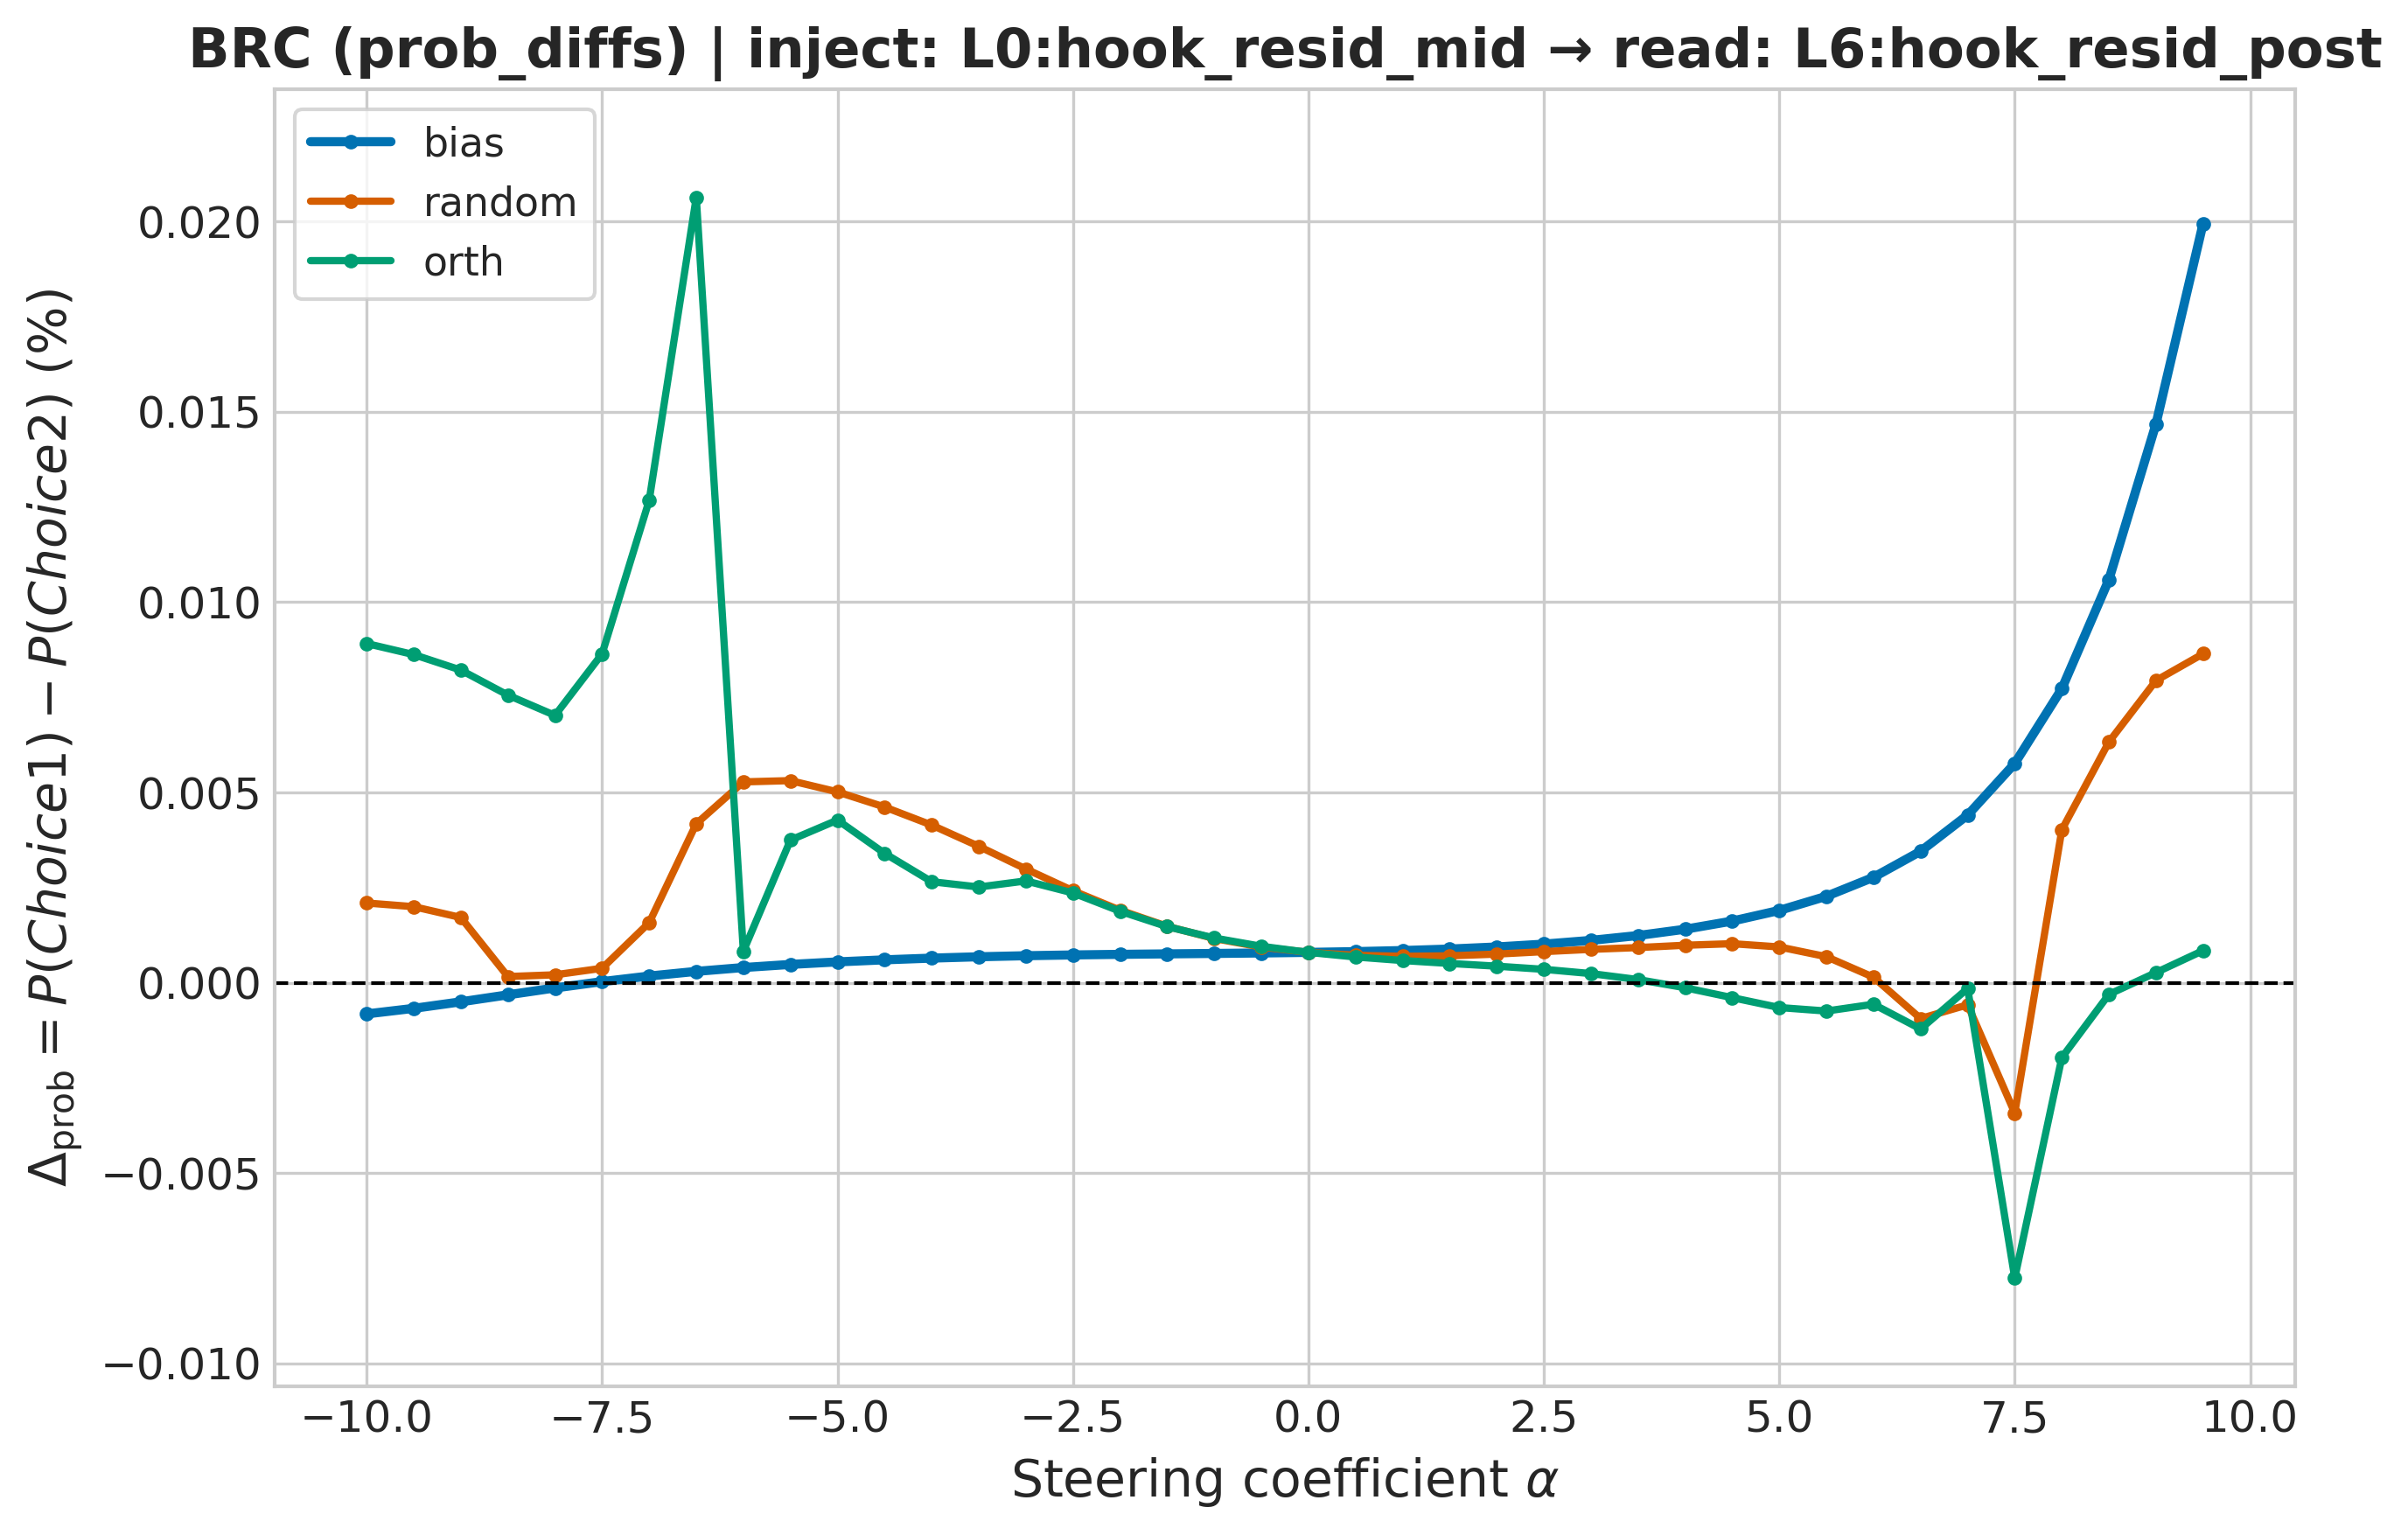 BRC (prob_diffs) | inject: L0:hook_resid_mid → read: L6:hook_resid_post
bias
random
orth
0.020
0.015
0.010
0.005
0.000
−0.005
−0.010
Δprob = P(Choice1) − P(Choice2) (%)
−10.0 −7.5 −5.0 −2.5 0.0 2.5 5.0 7.5 10.0
Steering coefficient α